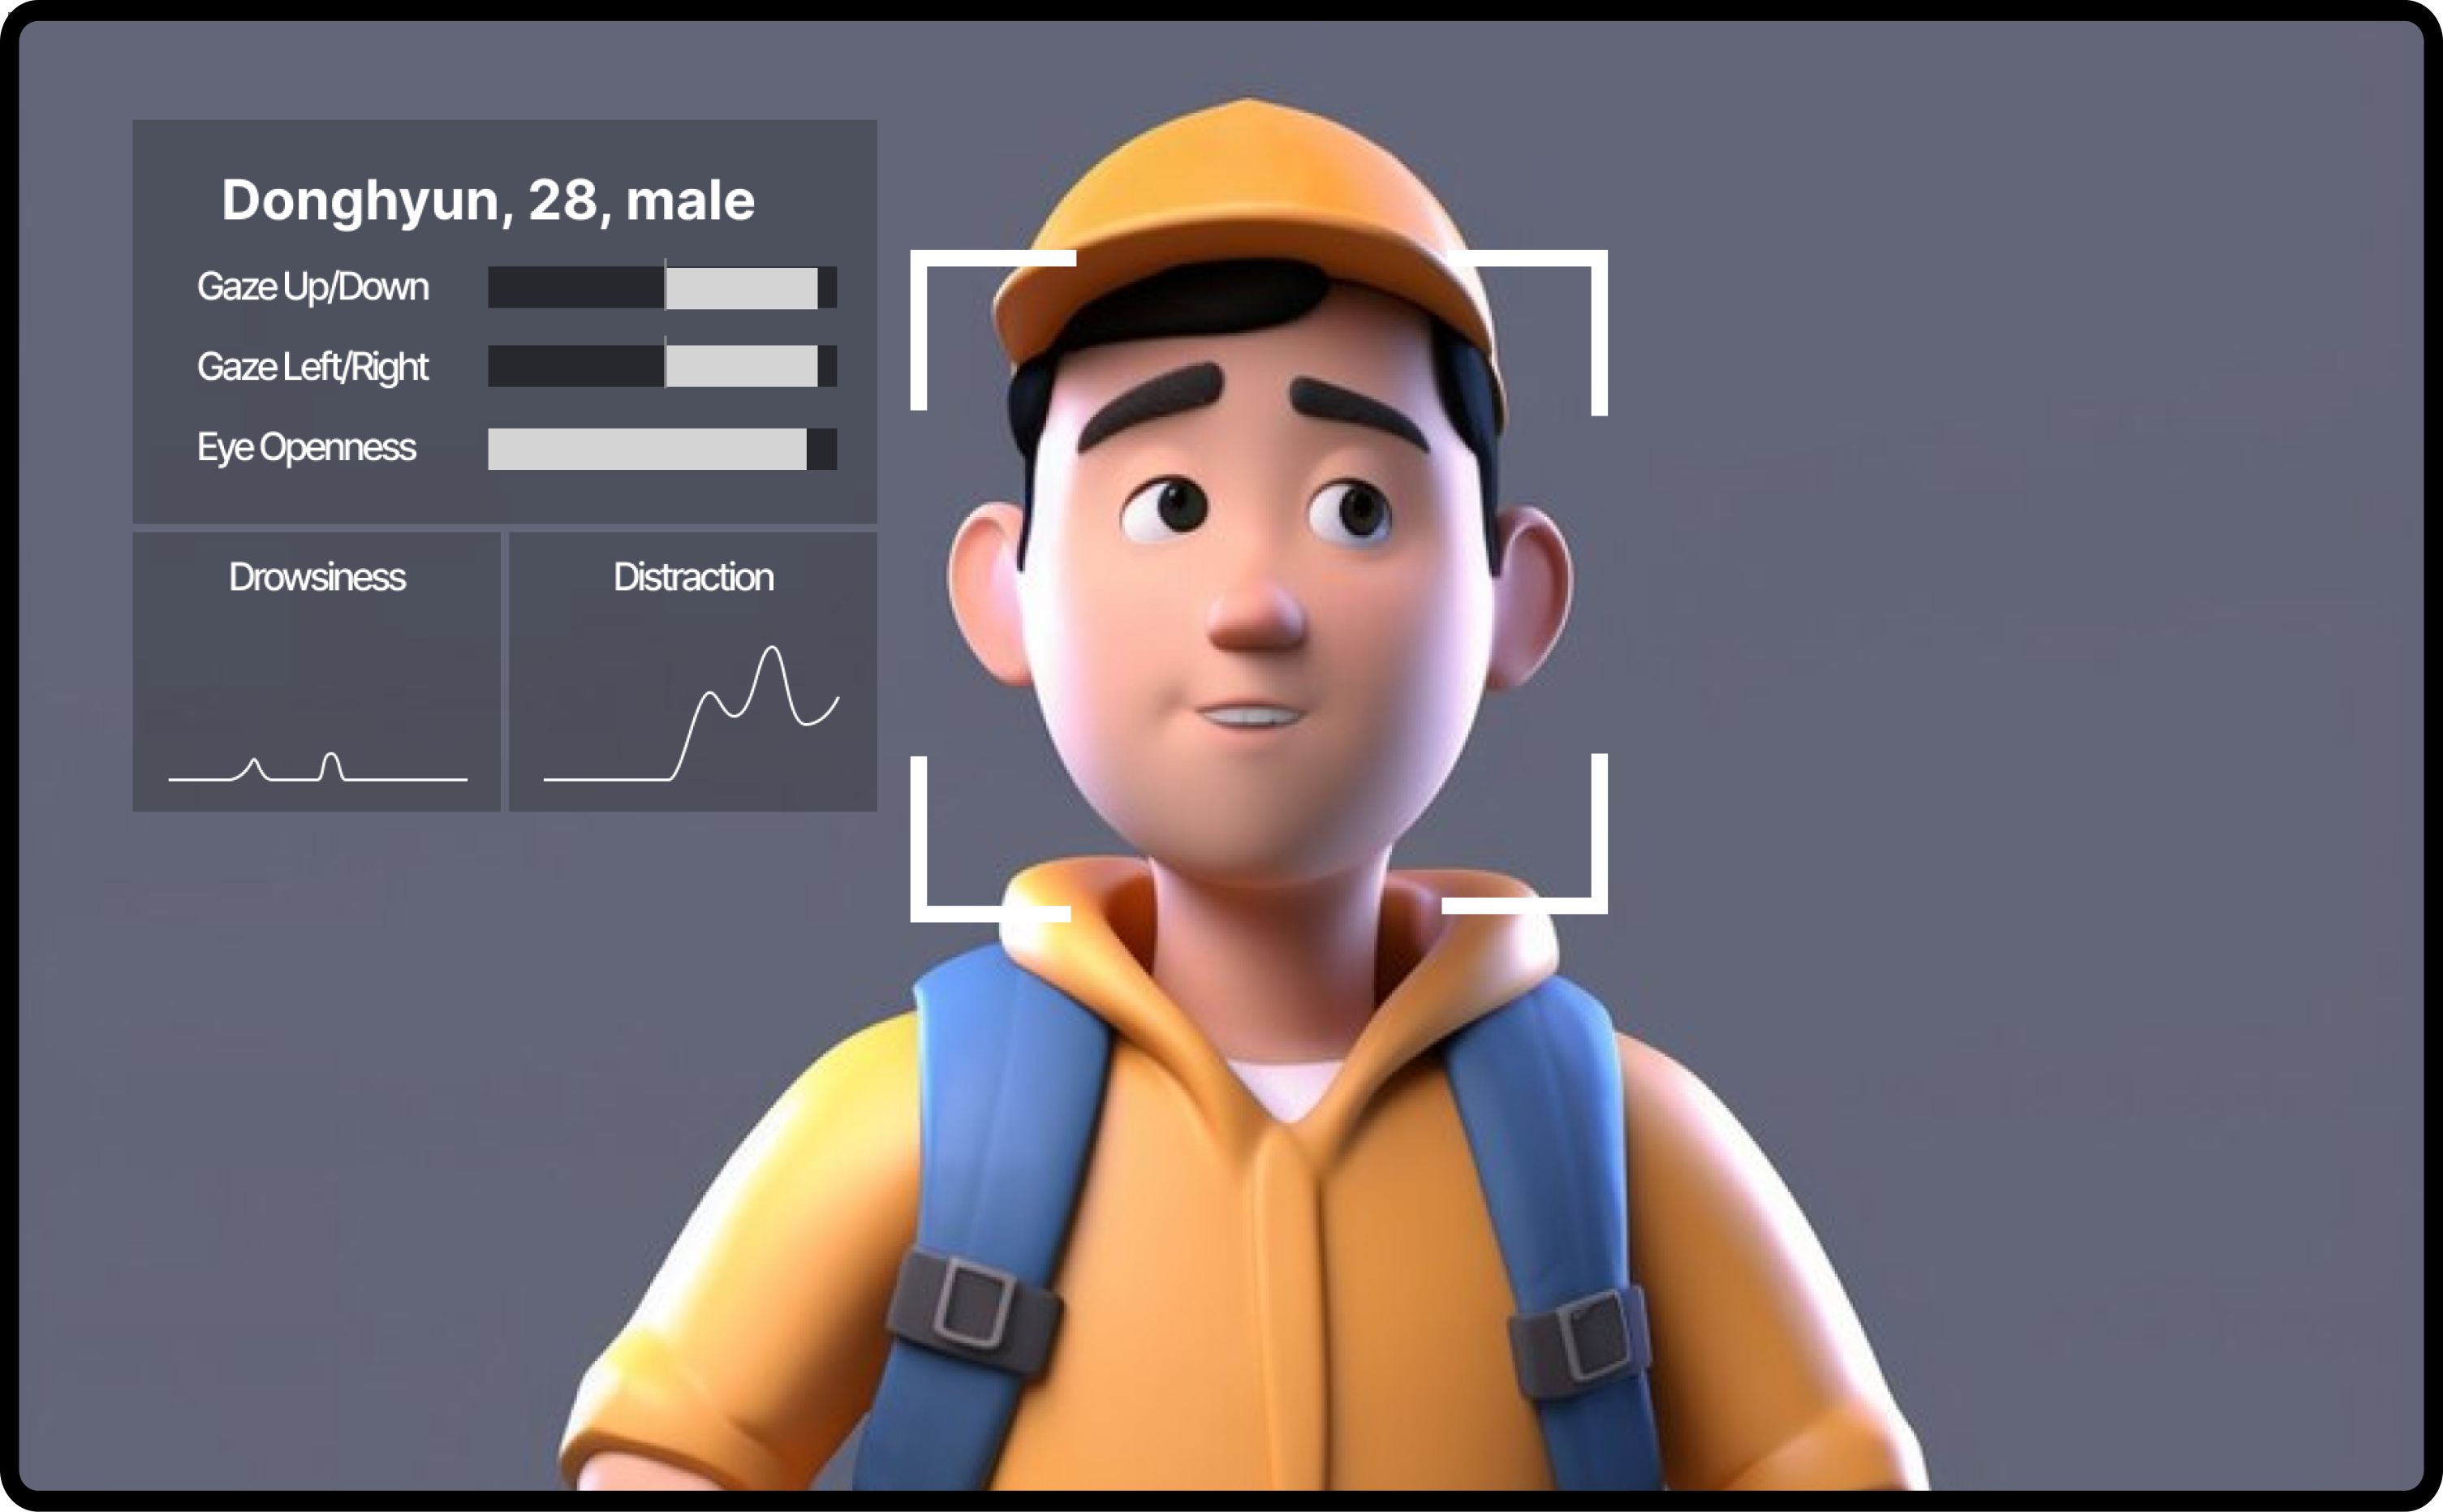 Donghyun, 28, male
Gaze Up/Down
Gaze Left/Right
Eye Openness
Drowsiness
Distraction